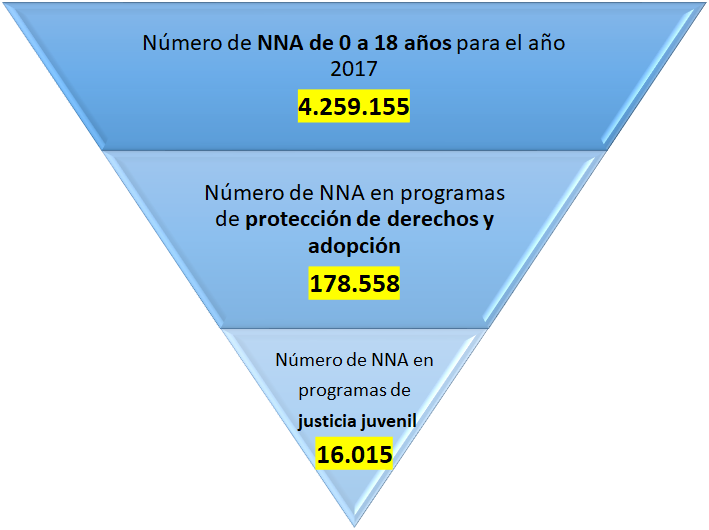 Número de NNA de 0 a 18 años para el año
2017
4.259.155
Número de NNA en programas
de protección de derechos y
adopción
178.558
Número de NNA en
programas de
justicia juvenil
16.015